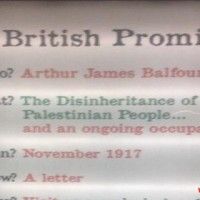 British Promi
o? Arthur James Balfour
t? The Disinheritance of
Palestinian People...
and an ongoing occupa
n? November 1917
w? A letter